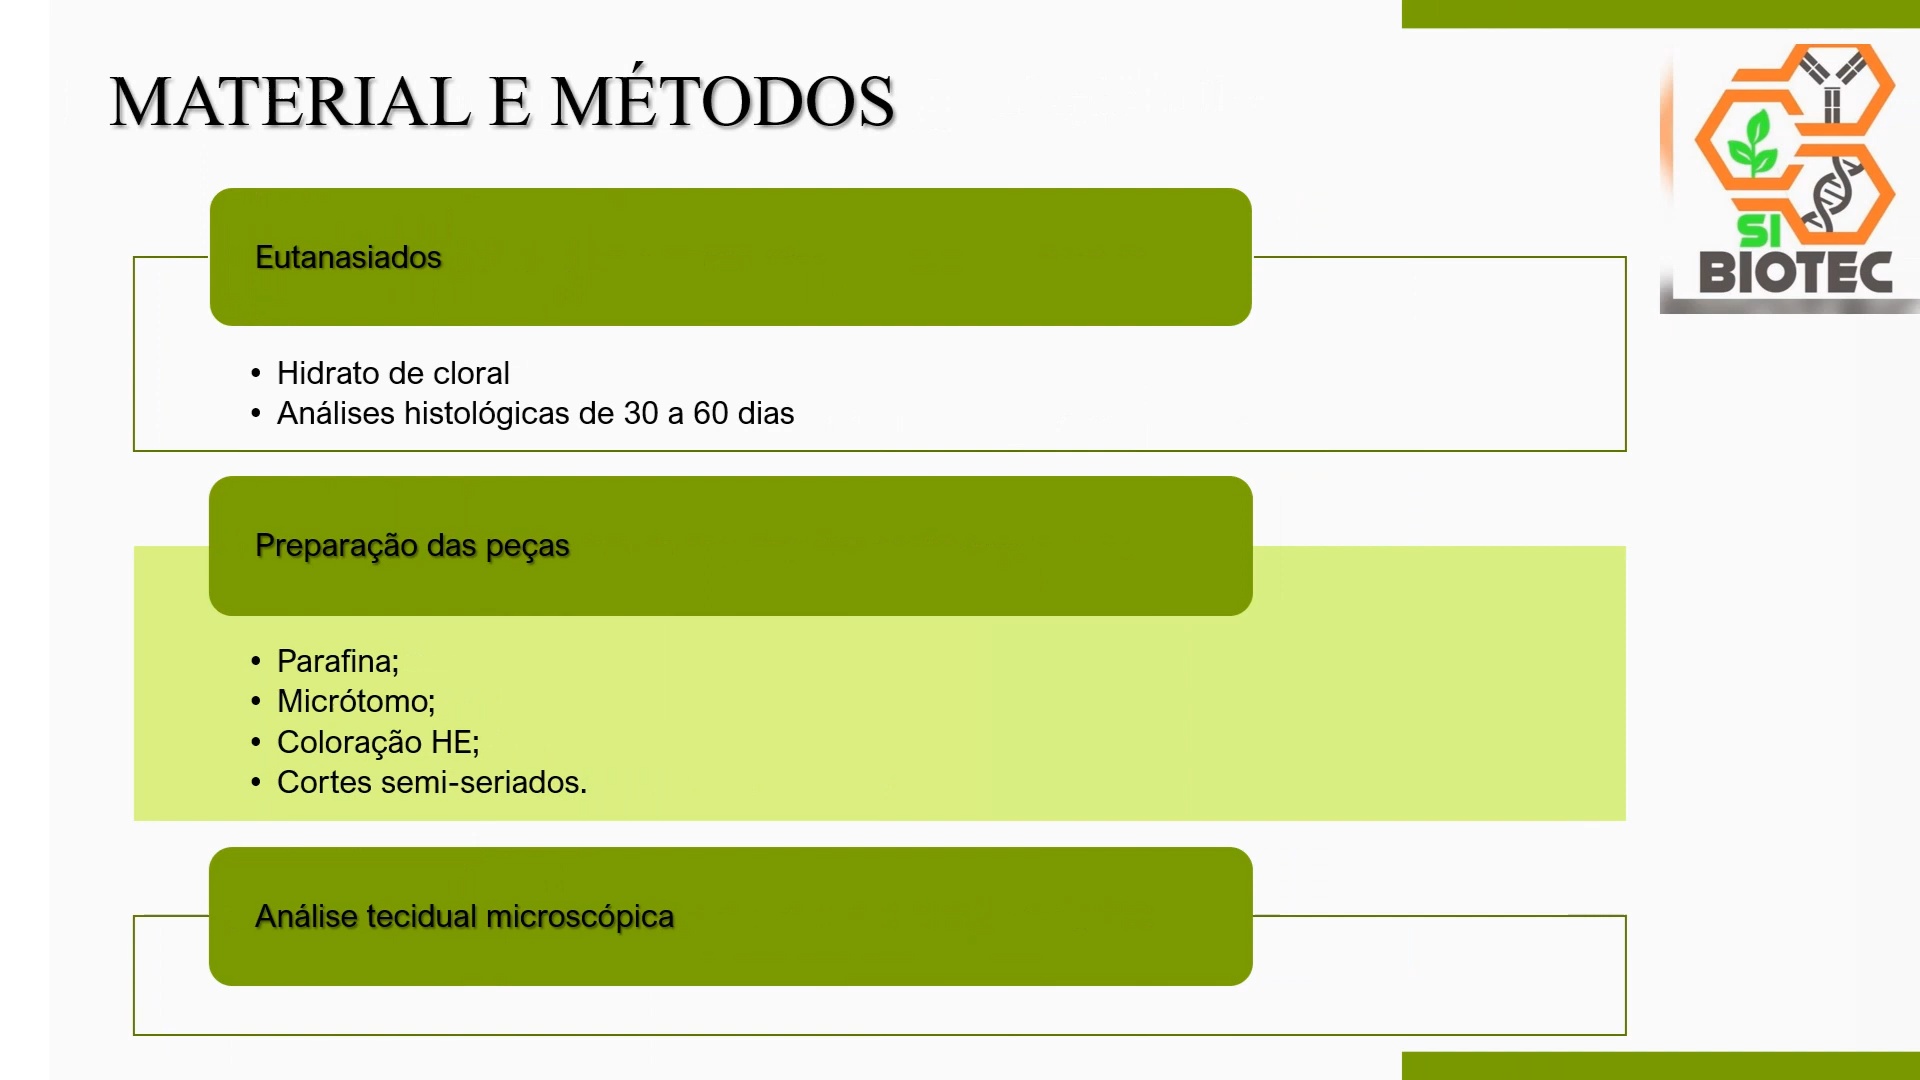 MATERIAL E MÉTODOS
SI
BIOTEC
Eutanasiados
• Hidrato de cloral
• Análises histológicas de 30 a 60 dias
Preparação das peças
• Parafina;
• Micrótomo;
• Coloração HE;
• Cortes semi-seriados.
Análise tecidual microscópica